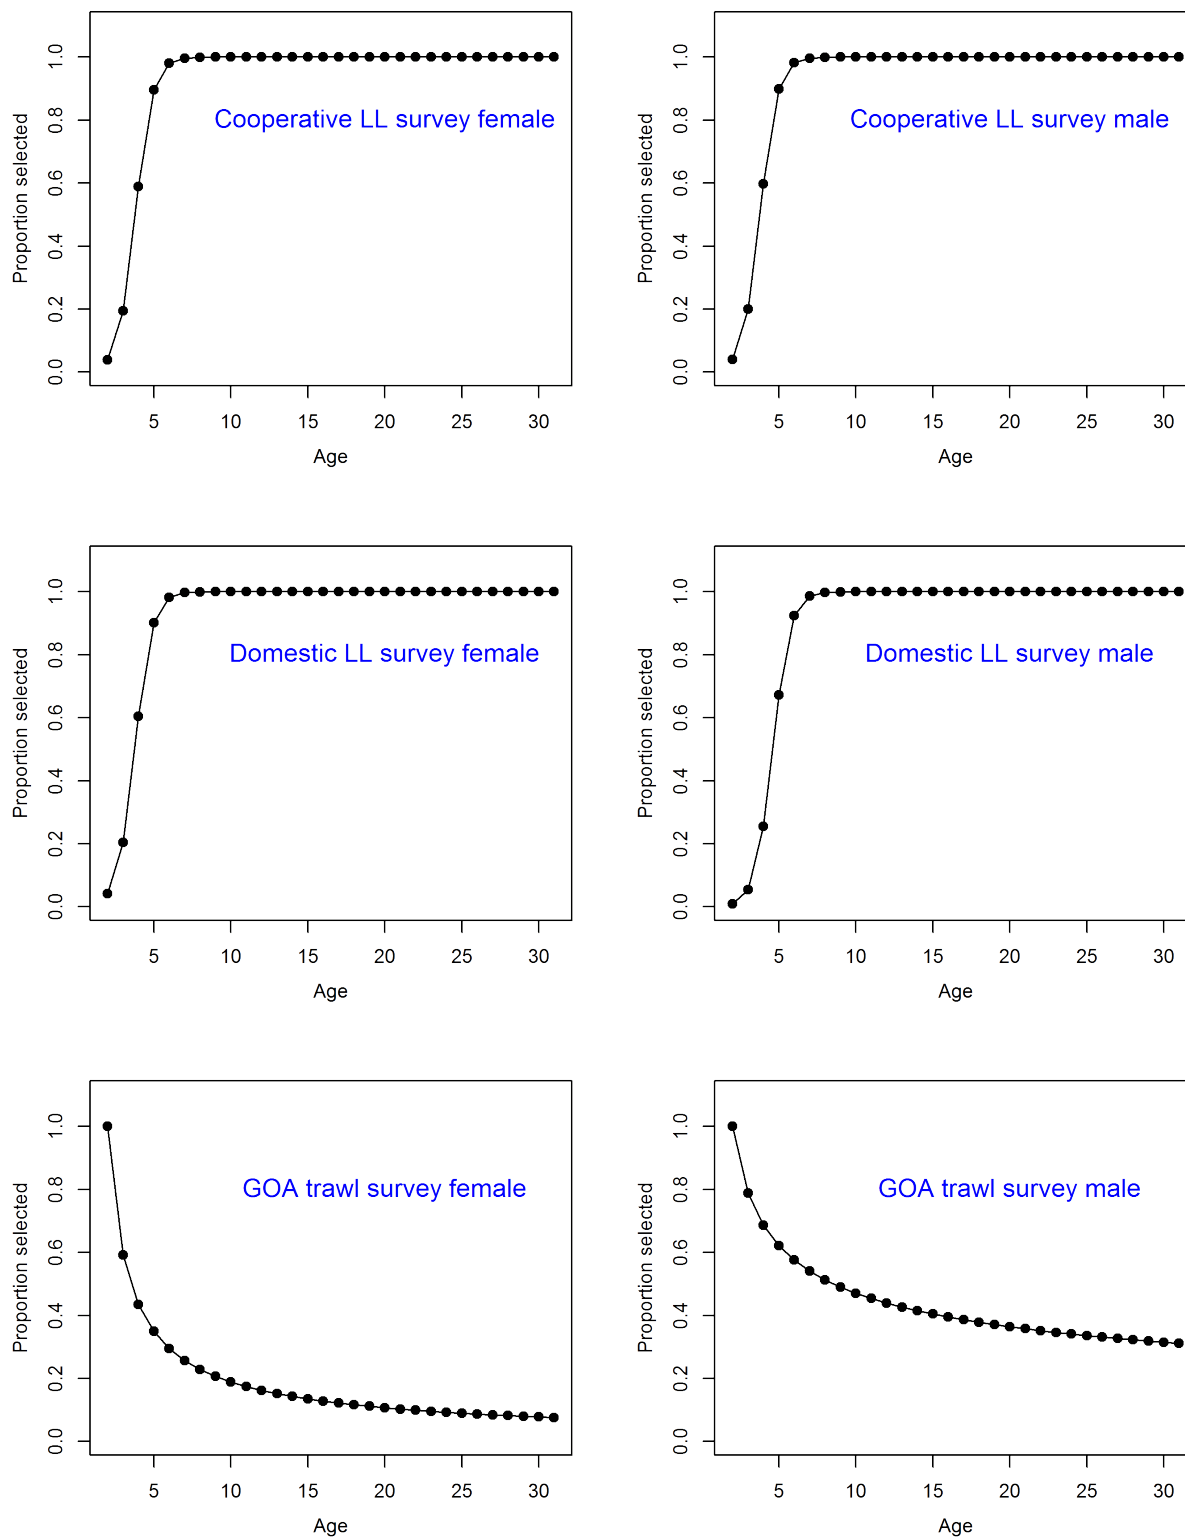 Proportion selected
0.0 0.2 0.4 0.6 0.8 1.0
Cooperative LL survey female
5 10 15 20 25 30
Age
Proportion selected
0.0 0.2 0.4 0.6 0.8 1.0
Cooperative LL survey male
5 10 15 20 25 30
Age
Proportion selected
0.0 0.2 0.4 0.6 0.8 1.0
Domestic LL survey female
5 10 15 20 25 30
Age
Proportion selected
0.0 0.2 0.4 0.6 0.8 1.0
Domestic LL survey male
5 10 15 20 25 30
Age
Proportion selected
0.0 0.2 0.4 0.6 0.8 1.0
GOA trawl survey female
5 10 15 20 25 30
Age
Proportion selected
0.0 0.2 0.4 0.6 0.8 1.0
GOA trawl survey male
5 10 15 20 25 30
Age